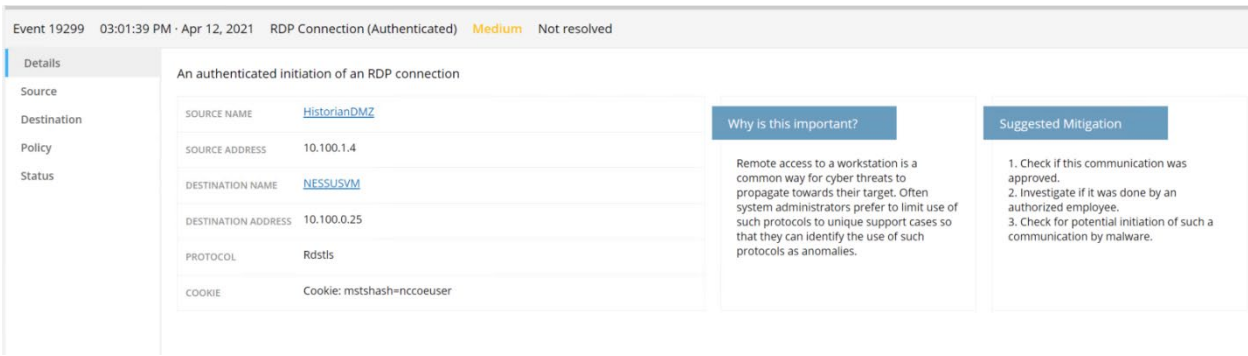 Event 19299 03:01:39 PM · Apr 12, 2021 RDP Connection (Authenticated) Medium Not resolved
Details
Source
Destination
Policy
Status
An authenticated initiation of an RDP connection
SOURCE NAME HistorianDMZ
SOURCE ADDRESS 10.100.1.4
DESTINATION NAME NESSUSVM
DESTINATION ADDRESS 10.100.0.25
PROTOCOL Rdstls
COOKIE Cookie: mstshash=nccoeuser
Why is this important?
Remote access to a workstation is a
common way for cyber threats to
propagate towards their target. Often
system administrators prefer to limit use of
such protocols to unique support cases so
that they can identify the use of such
protocols as anomalies.
Suggested Mitigation
1. Check if this communication was
approved.
2. Investigate if it was done by an
authorized employee.
3. Check for potential initiation of such a
communication by malware.